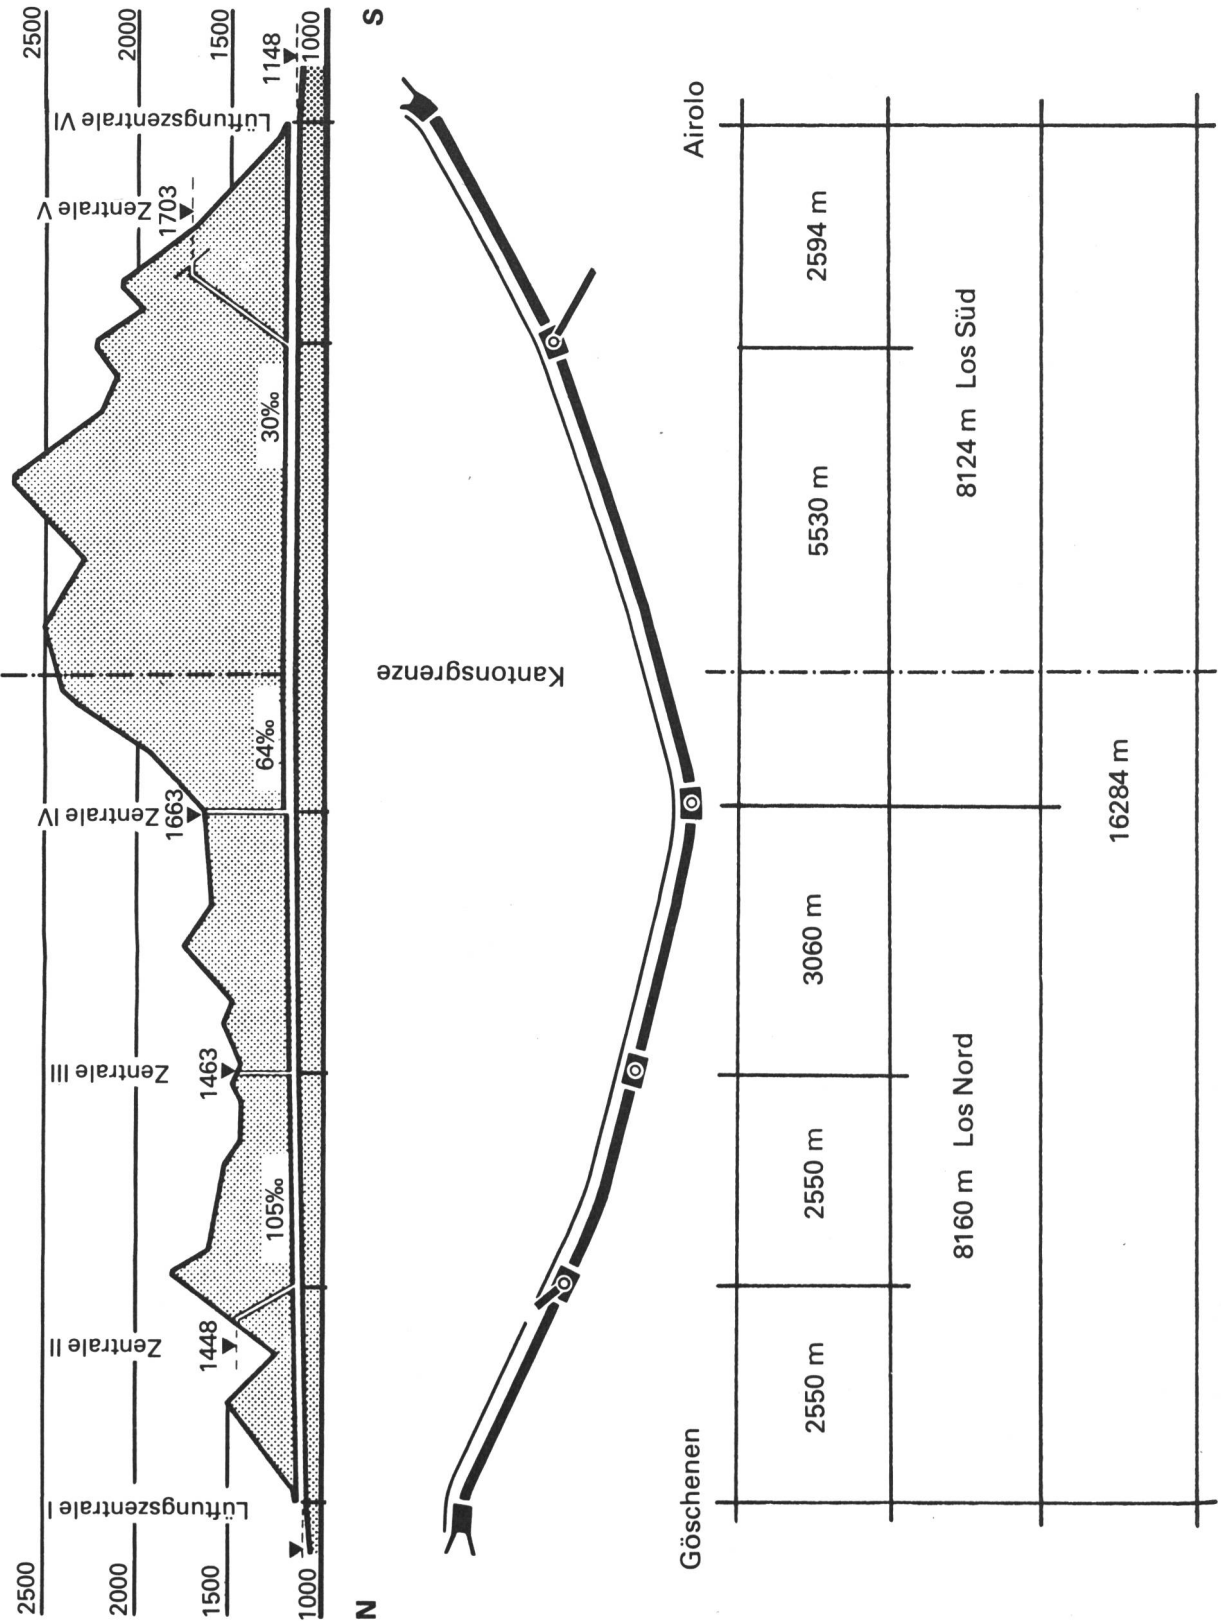 2500
2000
1500
1000
2500
2000
1500
1000
Lüftungszentrale I
Zentrale II
1448
Zentrale III
1463
Zentrale IV
1663
Zentrale V
1703
Lüftungszentrale VI
1148
105‰
64‰
30‰
N
S
Kantonsgrenze
Göschenen
Airolo
2550 m
2550 m
3060 m
5530 m
2594 m
8160 m Los Nord
8124 m Los Süd
16284 m